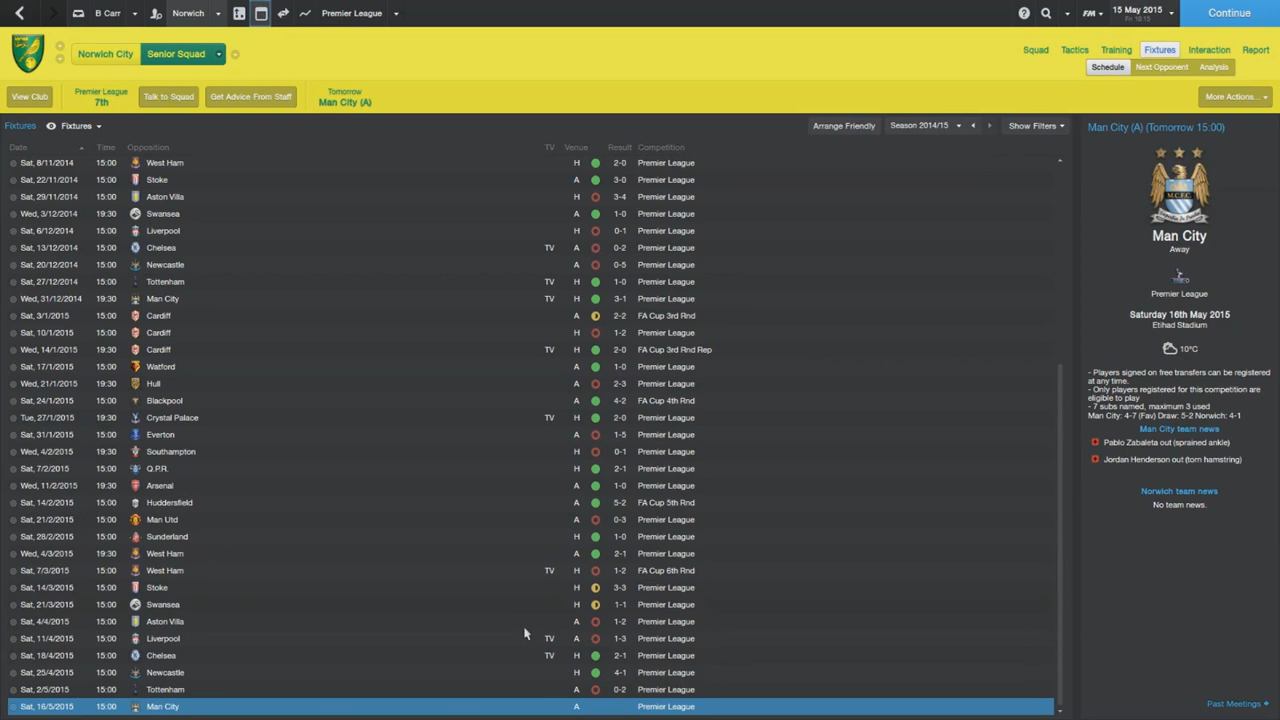 B Carr Norwich Premier League FM 15 May 2015 Fri 10:15 Continue
Norwich City Senior Squad Squad Tactics Training Fixtures Interaction Report
Schedule Next Opponent Analysis
View Club Premier League 7th Talk to Squad Get Advice From Staff Tomorrow Man City (A) More Actions...
Fixtures Fixtures Arrange Friendly Season 2014/15 Show Filters
Date Time Opposition TV Venue Result Competition
Sat, 8/11/2014 15:00 West Ham H 2-0 Premier League
Sat, 22/11/2014 15:00 Stoke A 3-0 Premier League
Sat, 29/11/2014 15:00 Aston Villa H 3-4 Premier League
Wed, 3/12/2014 19:30 Swansea A 1-0 Premier League
Sat, 6/12/2014 15:00 Liverpool H 0-1 Premier League
Sat, 13/12/2014 15:00 Chelsea TV A 0-2 Premier League
Sat, 20/12/2014 15:00 Newcastle A 0-5 Premier League
Sat, 27/12/2014 15:00 Tottenham TV H 1-0 Premier League
Wed, 31/12/2014 19:30 Man City TV H 3-1 Premier League
Sat, 3/1/2015 15:00 Cardiff A 2-2 FA Cup 3rd Rnd
Sat, 10/1/2015 15:00 Cardiff H 1-2 Premier League
Wed, 14/1/2015 19:30 Cardiff TV H 2-0 FA Cup 3rd Rnd Rep
Sat, 17/1/2015 15:00 Watford A 1-0 Premier League
Wed, 21/1/2015 19:30 Hull A 2-3 Premier League
Sat, 24/1/2015 15:00 Blackpool A 4-2 FA Cup 4th Rnd
Tue, 27/1/2015 19:30 Crystal Palace TV H 2-0 Premier League
Sat, 31/1/2015 15:00 Everton A 1-5 Premier League
Wed, 4/2/2015 19:30 Southampton H 0-1 Premier League
Sat, 7/2/2015 15:00 Q.P.R. H 2-1 Premier League
Wed, 11/2/2015 19:30 Arsenal A 1-0 Premier League
Sat, 14/2/2015 15:00 Huddersfield A 5-2 FA Cup 5th Rnd
Sat, 21/2/2015 15:00 Man Utd A 0-3 Premier League
Sat, 28/2/2015 15:00 Sunderland H 1-0 Premier League
Wed, 4/3/2015 19:30 West Ham A 2-1 Premier League
Sat, 7/3/2015 15:00 West Ham TV H 1-2 FA Cup 6th Rnd
Sat, 14/3/2015 15:00 Stoke H 3-3 Premier League
Sat, 21/3/2015 15:00 Swansea H 1-1 Premier League
Sat, 4/4/2015 15:00 Aston Villa A 1-2 Premier League
Sat, 11/4/2015 15:00 Liverpool TV A 1-3 Premier League
Sat, 18/4/2015 15:00 Chelsea TV H 2-1 Premier League
Sat, 25/4/2015 15:00 Newcastle H 4-1 Premier League
Sat, 2/5/2015 15:00 Tottenham A 0-2 Premier League
Sat, 16/5/2015 15:00 Man City A Premier League
Man City (A) (Tomorrow 15:00)
M.C.F.C
Man City
Away
Premier League
Saturday 16th May 2015
Etihad Stadium
10°C
- Players signed on free transfers can be registered
at any time.
- Only players registered for this competition are
eligible to play
- 7 subs named, maximum 3 used
Man City: 4-7 (Fav) Draw: 5-2 Norwich: 4-1
Man City team news
Pablo Zabaleta out (sprained ankle)
Jordan Henderson out (torn hamstring)
Norwich team news
No team news.
Past Meetings